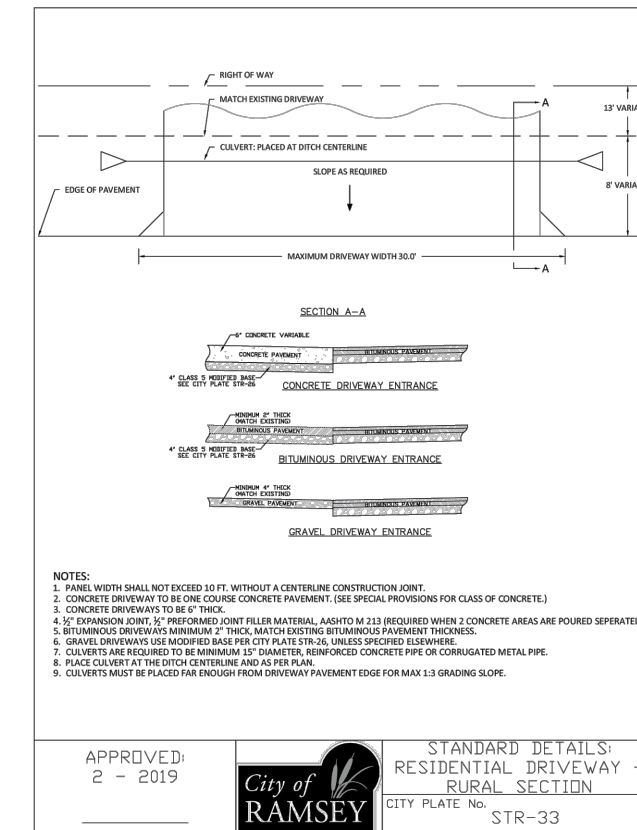 RIGHT OF WAY
MATCH EXISTING DRIVEWAY
A
13' VARIA
CULVERT: PLACED AT DITCH CENTERLINE
SLOPE AS REQUIRED
EDGE OF PAVEMENT
8' VARIA
MAXIMUM DRIVEWAY WIDTH 30.0'
A
SECTION A-A
6" CONCRETE VARIABLE
CONCRETE PAVEMENT
BITUMINOUS PAVEMENT
4" CLASS 5 MODIFIED BASE
SEE CITY PLATE STR-26
CONCRETE DRIVEWAY ENTRANCE
MINIMUM 2" THICK
(MATCH EXISTING)
BITUMINOUS PAVEMENT
BITUMINOUS PAVEMENT
4" CLASS 5 MODIFIED BASE
SEE CITY PLATE STR-26
BITUMINOUS DRIVEWAY ENTRANCE
MINIMUM 4" THICK
(MATCH EXISTING)
GRAVEL PAVEMENT
BITUMINOUS PAVEMENT
GRAVEL DRIVEWAY ENTRANCE
NOTES:
1. PANEL WIDTH SHALL NOT EXCEED 10 FT. WITHOUT A CENTERLINE CONSTRUCTION JOINT.
2. CONCRETE DRIVEWAY TO BE ONE COURSE CONCRETE PAVEMENT. (SEE SPECIAL PROVISIONS FOR CLASS OF CONCRETE.)
3. CONCRETE DRIVEWAYS TO BE 6" THICK.
4. ½" EXPANSION JOINT, ½" PREFORMED JOINT FILLER MATERIAL, AASHTO M 213 (REQUIRED WHEN 2 CONCRETE AREAS ARE POURED SEPERATEL
5. BITUMINOUS DRIVEWAYS MINIMUM 2" THICK, MATCH EXISTING BITUMINOUS PAVEMENT THICKNESS.
6. GRAVEL DRIVEWAYS USE MODIFIED BASE PER CITY PLATE STR-26, UNLESS SPECIFIED ELSEWHERE.
7. CULVERTS ARE REQUIRED TO BE MINIMUM 15" DIAMETER, REINFORCED CONCRETE PIPE OR CORRUGATED METAL PIPE.
8. PLACE CULVERT AT THE DITCH CENTERLINE AND AS PER PLAN.
9. CULVERTS MUST BE PLACED FAR ENOUGH FROM DRIVEWAY PAVEMENT EDGE FOR MAX 1:3 GRADING SLOPE.
APPROVED:
2 - 2019
City of
RAMSEY
STANDARD DETAILS:
RESIDENTIAL DRIVEWAY -
RURAL SECTION
CITY PLATE No.
STR-33